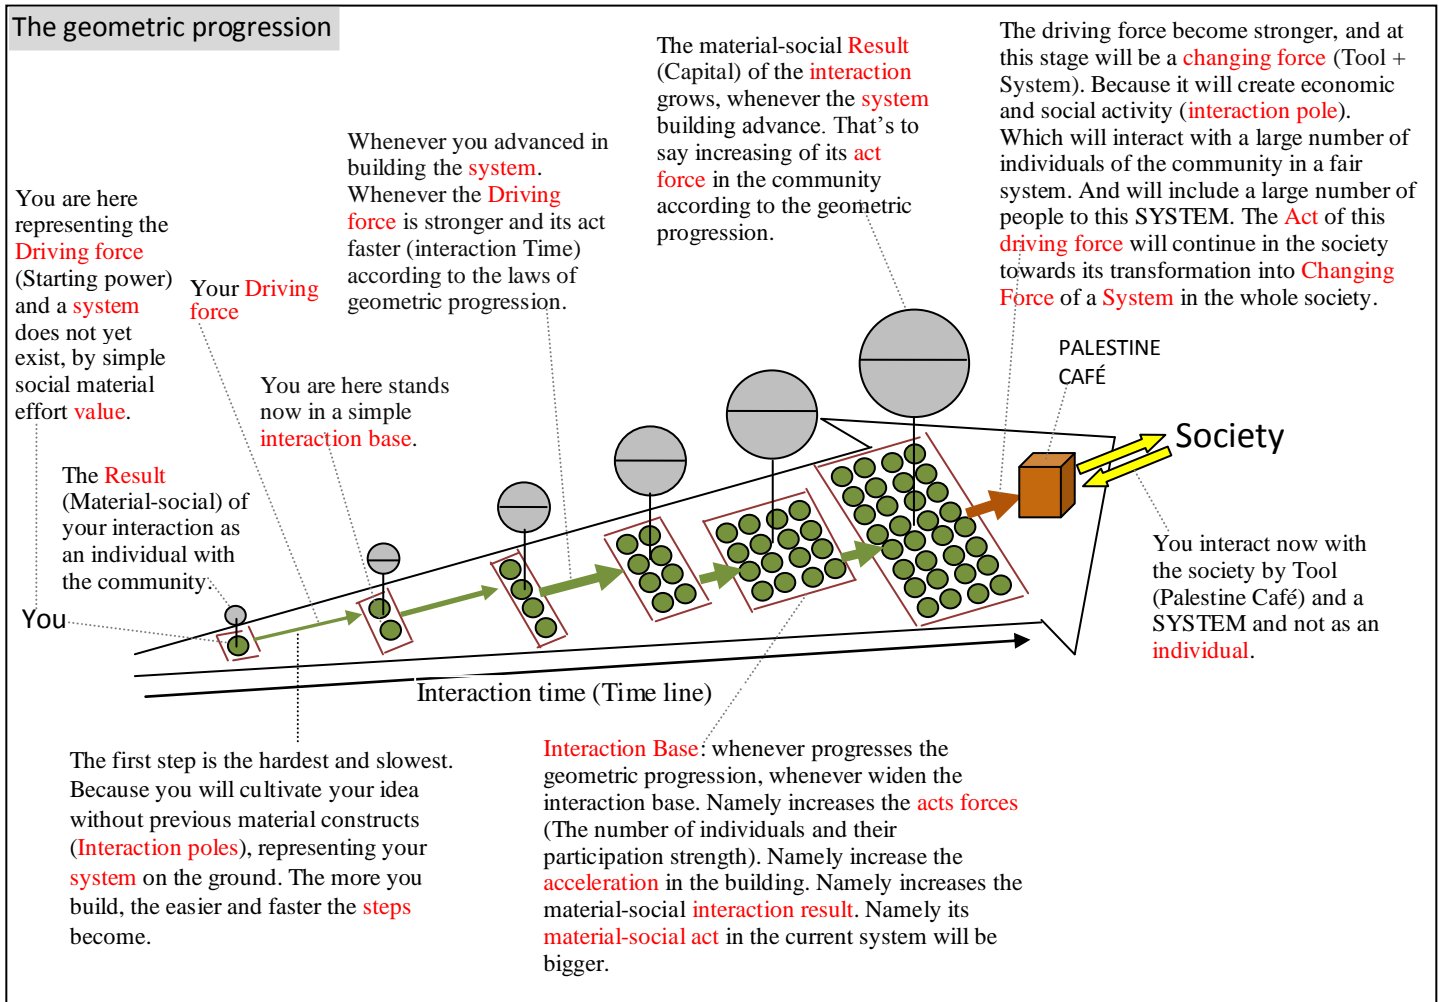 The geometric progression
You are here
representing the
Driving force
(Starting power)
and a system
does not yet
exist, by simple
social material
effort value.
Your Driving
force
Whenever you advanced in
building the system.
Whenever the Driving
force is stronger and its act
faster (interaction Time)
according to the laws of
geometric progression.
The material-social Result
(Capital) of the interaction
grows, whenever the system
building advance. That's to
say increasing of its act
force in the community
according to the geometric
progression.
The driving force become stronger, and at
this stage will be a changing force (Tool +
System). Because it will create economic
and social activity (interaction pole).
Which will interact with a large number of
individuals of the community in a fair
system. And will include a large number of
people to this SYSTEM. The Act of this
driving force will continue in the society
towards its transformation into Changing
Force of a System in the whole society.
You are here stands
now in a simple
interaction base.
PALESTINE
CAFÉ
Society
The Result
(Material-social) of
your interaction as
an individual with
the community.
You
You interact now with
the society by Tool
(Palestine Café) and a
SYSTEM and not as an
individual.
Interaction time (Time line)
The first step is the hardest and slowest.
Because you will cultivate your idea
without previous material constructs
(Interaction poles), representing your
system on the ground. The more you
build, the easier and faster the steps
become.
Interaction Base: whenever progresses the
geometric progression, whenever widen the
interaction base. Namely increases the acts forces
(The number of individuals and their
participation strength). Namely increase the
acceleration in the building. Namely increases the
material-social interaction result. Namely its
material-social act in the current system will be
bigger.